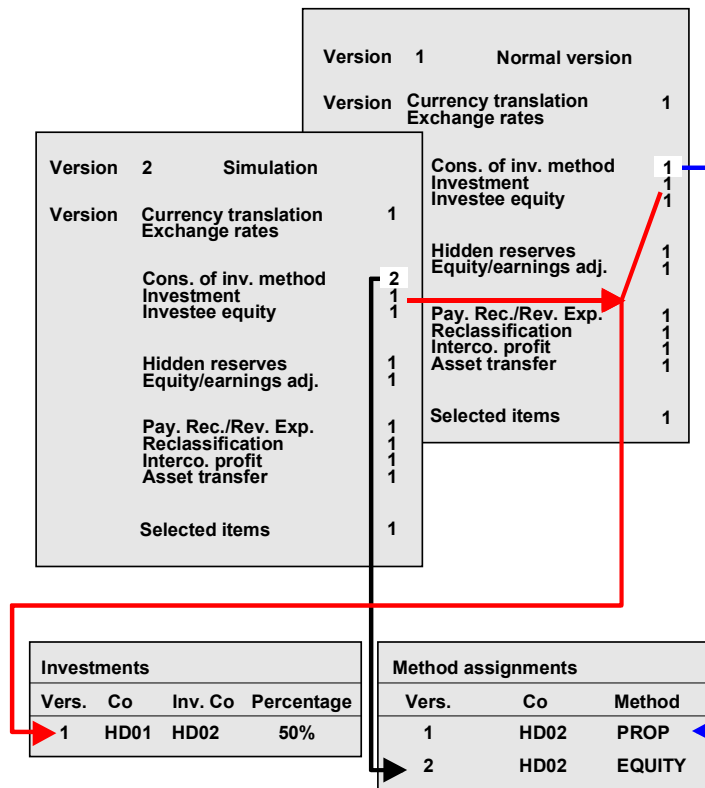 Version 1 Normal version
Version Currency translation 1
Exchange rates
Cons. of inv. method 1
Investment 1
Investee equity 1
Hidden reserves 1
Equity/earnings adj. 1
Pay. Rec./Rev. Exp. 1
Reclassification 1
Interco. profit 1
Asset transfer 1
Selected items 1
Version 2 Simulation
Version Currency translation 1
Exchange rates
Cons. of inv. method 2
Investment 1
Investee equity 1
Hidden reserves 1
Equity/earnings adj. 1
Pay. Rec./Rev. Exp. 1
Reclassification 1
Interco. profit 1
Asset transfer 1
Selected items 1
Investments
Vers. Co Inv. Co Percentage
1 HD01 HD02 50%
Method assignments
Vers. Co Method
1 HD02 PROP
2 HD02 EQUITY